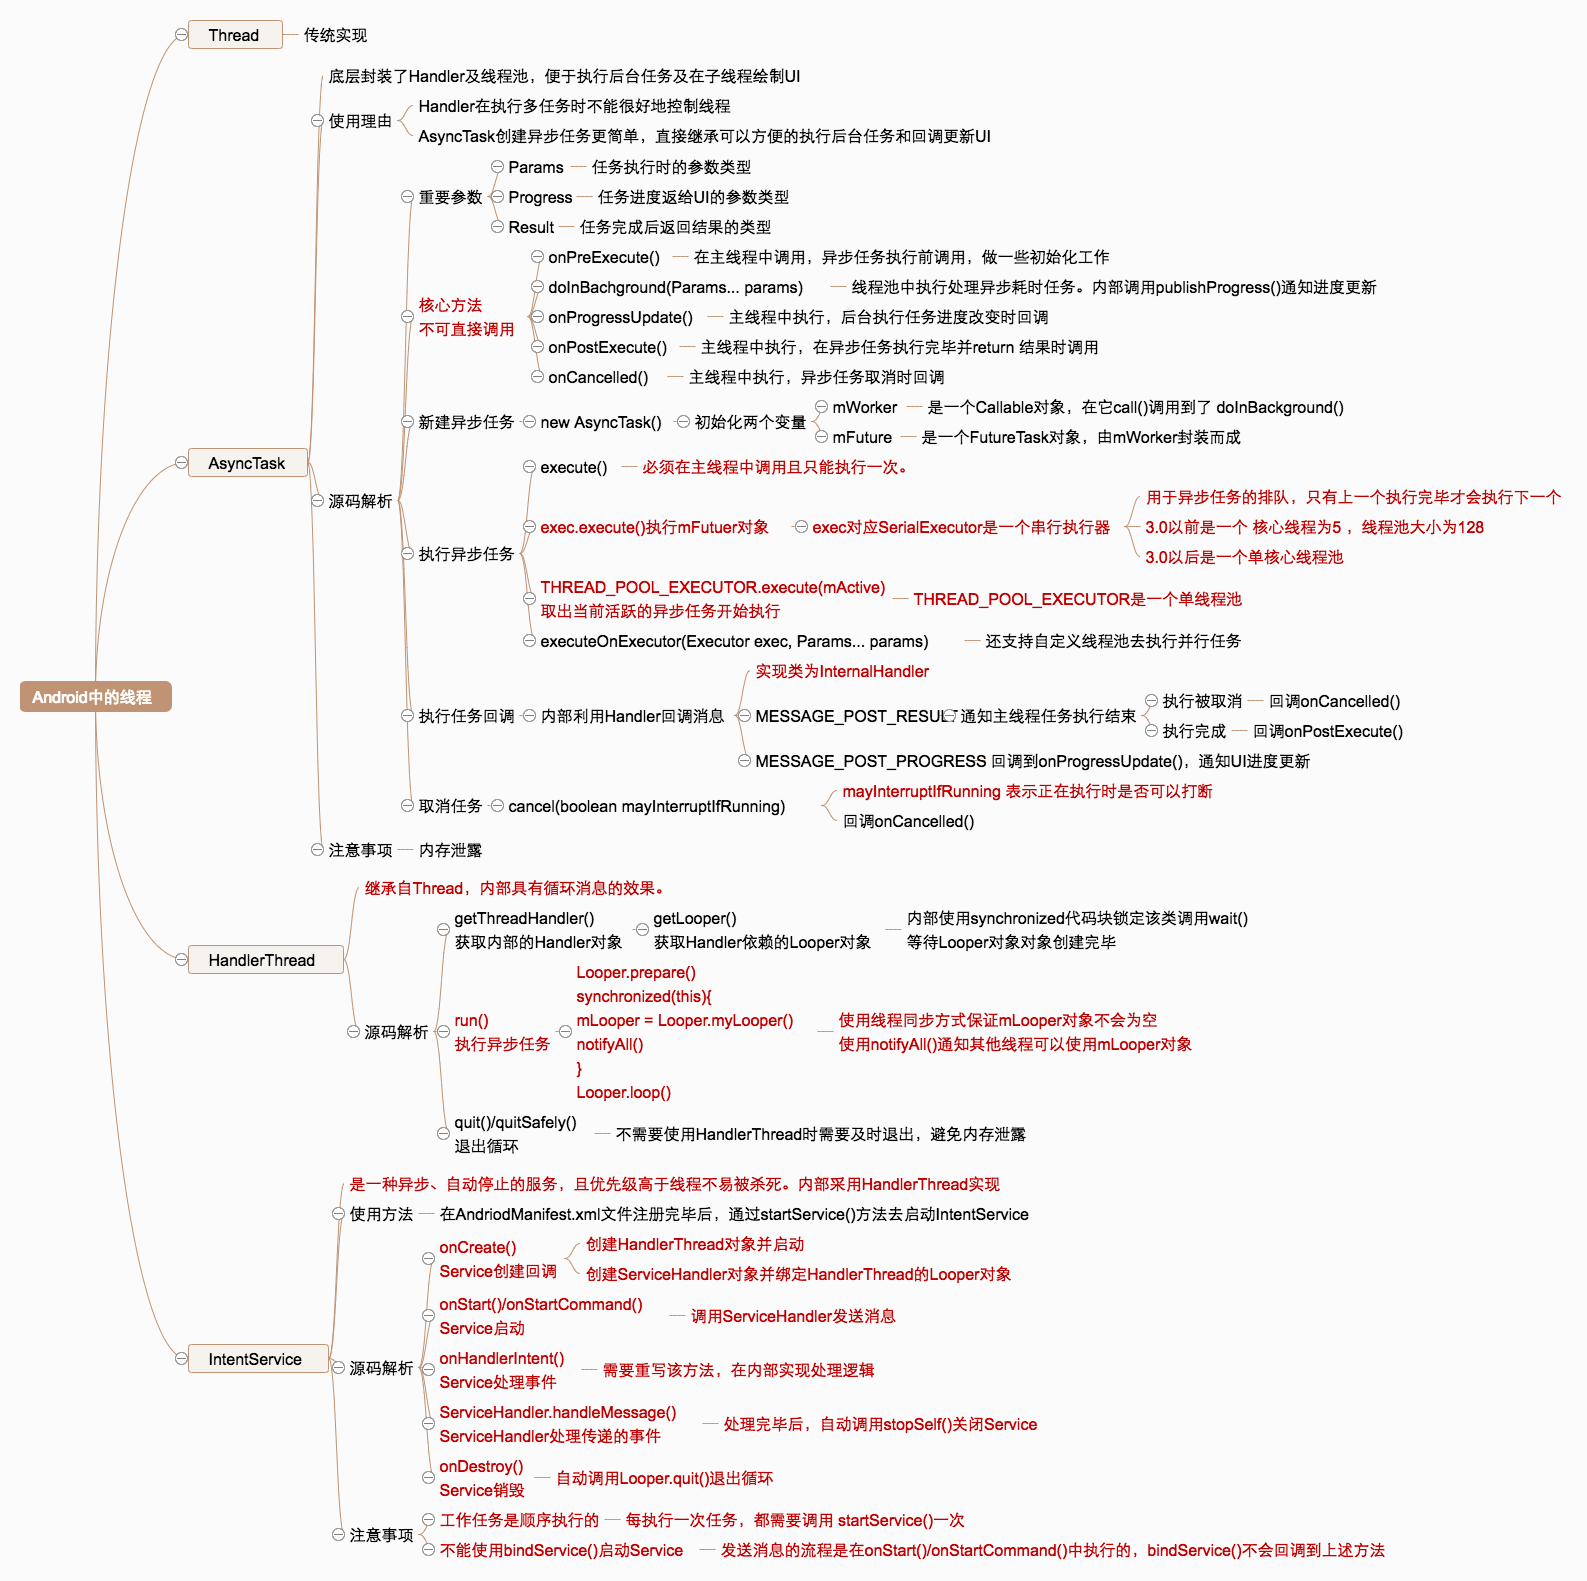 Thread
传统实现
底层封装了Handler及线程池，便于执行后台任务及在子线程绘制UI
使用理由
Handler在执行多任务时不能很好地控制线程
AsyncTask创建异步任务更简单，直接继承可以方便的执行后台任务和回调更新UI
重要参数
Params
任务执行时的参数类型
Progress
任务进度返给UI的参数类型
Result
任务完成后返回结果的类型
核心方法
不可直接调用
onPreExecute()
在主线程中调用，异步任务执行前调用，做一些初始化工作
doInBachground(Params... params)
线程池中执行处理异步耗时任务。内部调用publishProgress()通知进度更新
onProgressUpdate()
主线程中执行，后台执行任务进度改变时回调
onPostExecute()
主线程中执行，在异步任务执行完毕并return 结果时调用
onCancelled()
主线程中执行，异步任务取消时回调
新建异步任务
new AsyncTask()
初始化两个变量
mWorker
是一个Callable对象，在它call()调用到了 doInBackground()
mFuture
是一个FutureTask对象，由mWorker封装而成
AsyncTask
源码解析
执行异步任务
execute()
必须在主线程中调用且只能执行一次。
exec.execute()执行mFutuer对象
exec对应SerialExecutor是一个串行执行器
用于异步任务的排队，只有上一个执行完毕才会执行下一个
3.0以前是一个 核心线程为5 ，线程池大小为128
3.0以后是一个单核心线程池
THREAD_POOL_EXECUTOR.execute(mActive)
取出当前活跃的异步任务开始执行
THREAD_POOL_EXECUTOR是一个单线程池
executeOnExecutor(Executor exec, Params... params)
还支持自定义线程池去执行并行任务
Android中的线程
执行任务回调
内部利用Handler回调消息
实现类为InternalHandler
MESSAGE_POST_RESULT
通知主线程任务执行结束
执行被取消
回调onCancelled()
执行完成
回调onPostExecute()
MESSAGE_POST_PROGRESS 回调到onProgressUpdate()，通知UI进度更新
取消任务
cancel(boolean mayInterruptIfRunning)
mayInterruptIfRunning 表示正在执行时是否可以打断
回调onCancelled()
注意事项
内存泄露
继承自Thread，内部具有循环消息的效果。
HandlerThread
源码解析
getThreadHandler()
获取内部的Handler对象
getLooper()
获取Handler依赖的Looper对象
内部使用synchronized代码块锁定该类调用wait()
等待Looper对象对象创建完毕
run()
执行异步任务
Looper.prepare()
synchronized(this){
mLooper = Looper.myLooper()
notifyAll()
}
Looper.loop()
使用线程同步方式保证mLooper对象不会为空
使用notifyAll()通知其他线程可以使用mLooper对象
quit()/quitSafely()
退出循环
不需要使用HandlerThread时需要及时退出，避免内存泄露
是一种异步、自动停止的服务，且优先级高于线程不易被杀死。内部采用HandlerThread实现
使用方法
在AndriodManifest.xml文件注册完毕后，通过startService()方法去启动IntentService
IntentService
源码解析
onCreate()
Service创建回调
创建HandlerThread对象并启动
创建ServiceHandler对象并绑定HandlerThread的Looper对象
onStart()/onStartCommand()
Service启动
调用ServiceHandler发送消息
onHandlerIntent()
Service处理事件
需要重写该方法，在内部实现处理逻辑
ServiceHandler.handleMessage()
ServiceHandler处理传递的事件
处理完毕后，自动调用stopSelf()关闭Service
onDestroy()
Service销毁
自动调用Looper.quit()退出循环
注意事项
工作任务是顺序执行的
每执行一次任务，都需要调用 startService()一次
不能使用bindService()启动Service
发送消息的流程是在onStart()/onStartCommand()中执行的，bindService()不会回调到上述方法